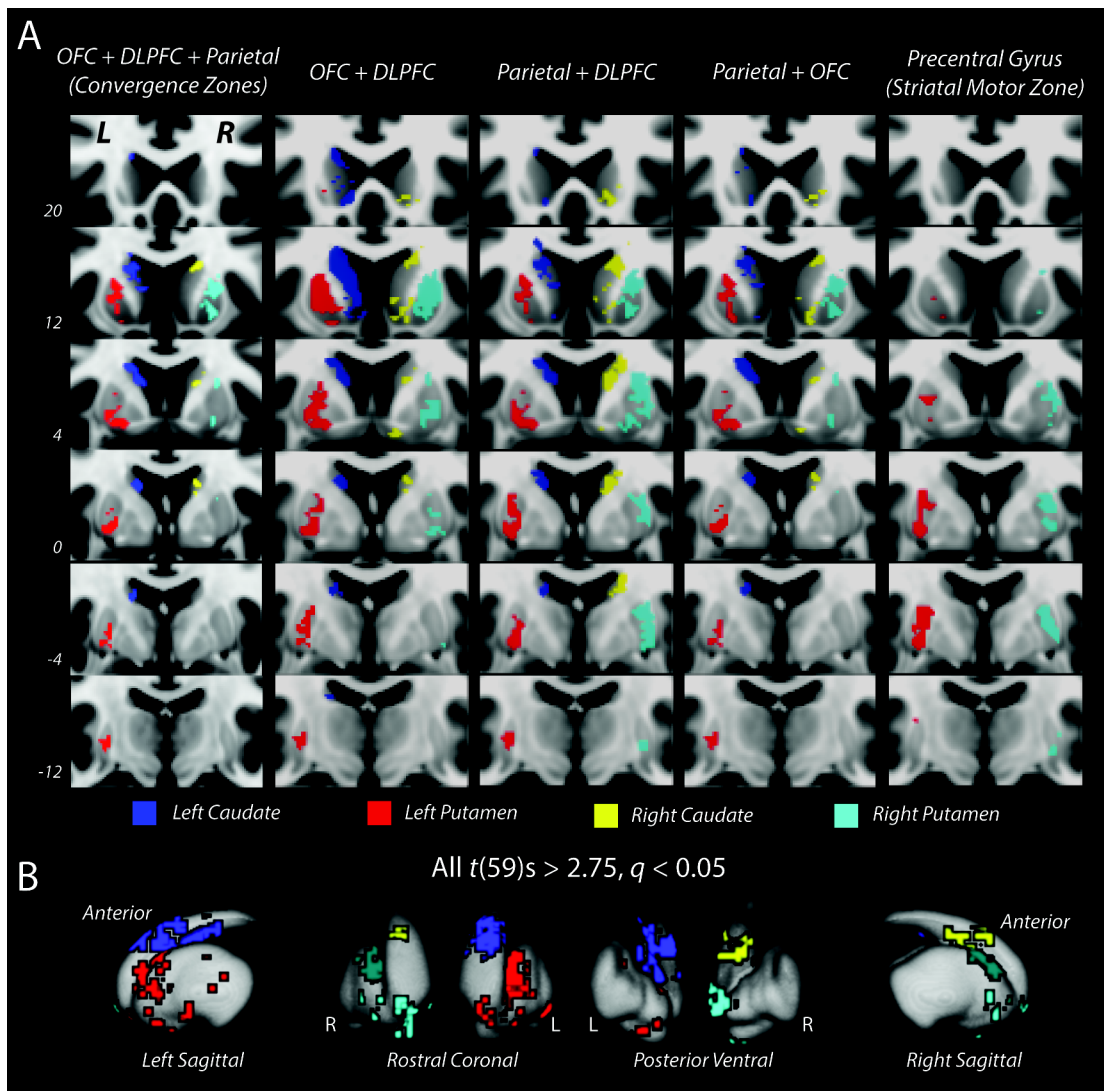 A
OFC + DLPFC + Parietal
(Convergence Zones)
OFC + DLPFC
Parietal + DLPFC
Parietal + OFC
Precentral Gyrus
(Striatal Motor Zone)
L R
20
12
4
0
-4
-12
Left Caudate
Left Putamen
Right Caudate
Right Putamen
B
All t(59)s > 2.75, q < 0.05
Anterior
Anterior
R
L
L
R
Left Sagittal
Rostral Coronal
Posterior Ventral
Right Sagittal